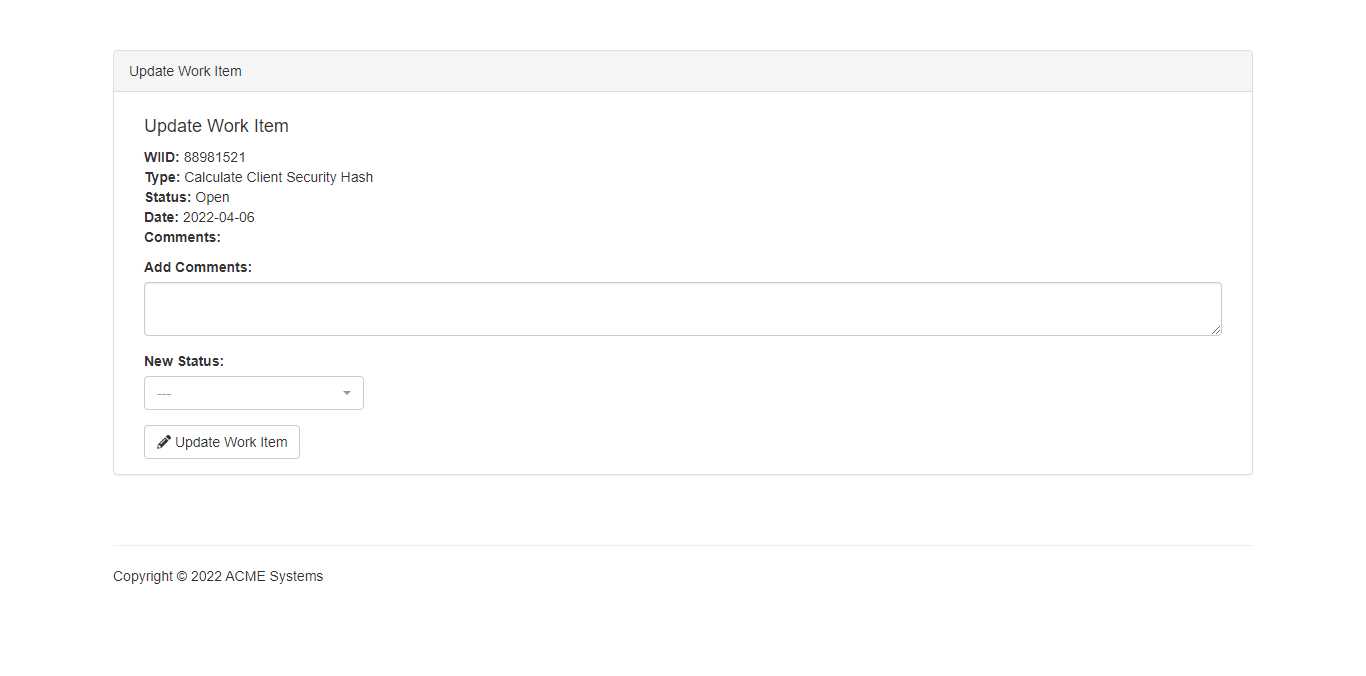 Update Work Item
Update Work Item
WIID: 88981521
Type: Calculate Client Security Hash
Status: Open
Date: 2022-04-06
Comments:
Add Comments:
New Status:
---
Update Work Item
Copyright © 2022 ACME Systems